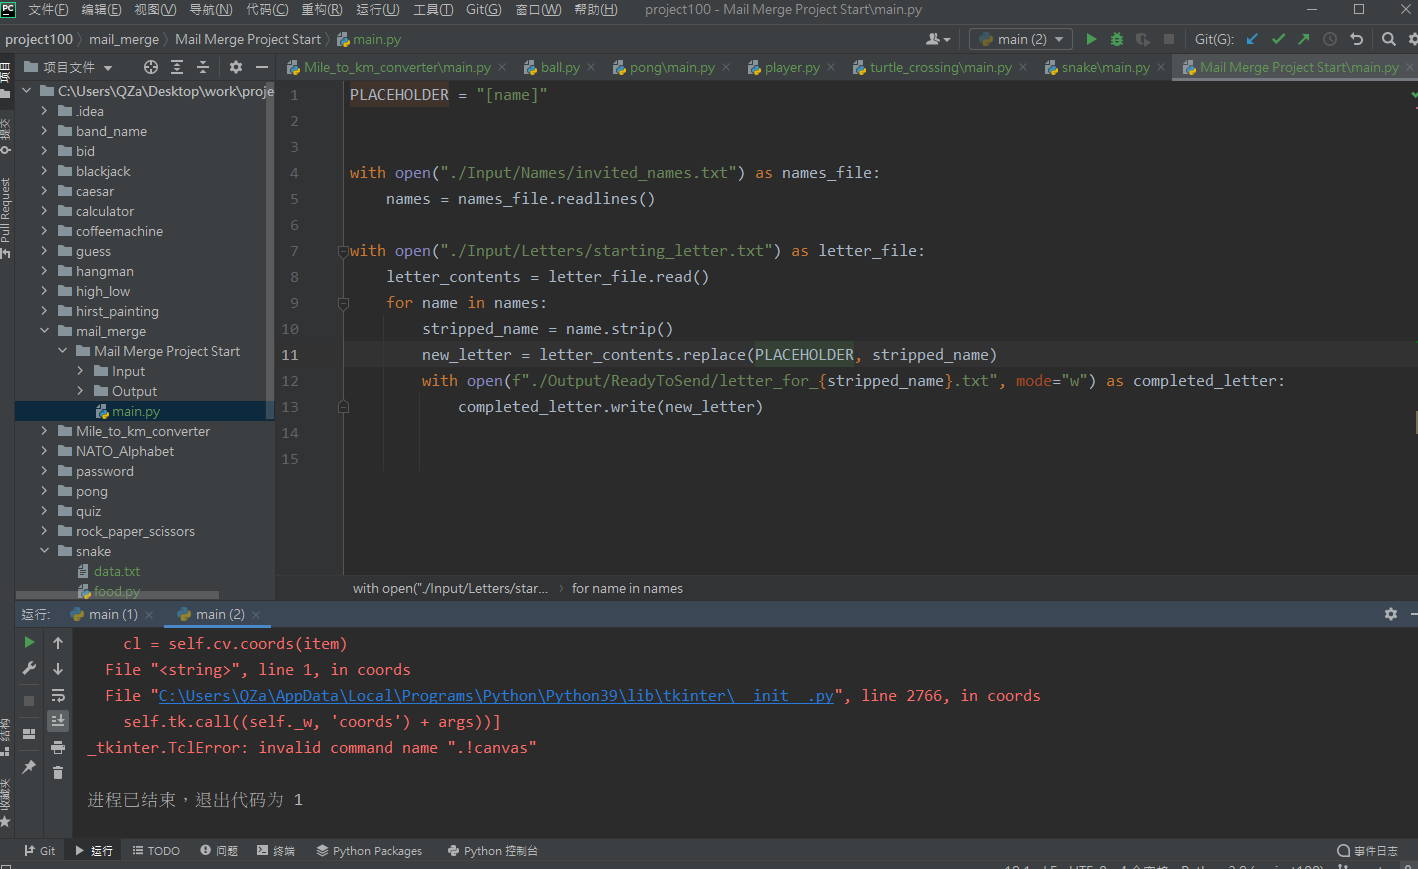 PC 文件(F) 编辑(E) 视图(V) 导航(N) 代码(C) 重构(R) 运行(U) 工具(T) Git(G) 窗口(W) 帮助(H) project100 - Mail Merge Project Start\main.py
project100 mail_merge Mail Merge Project Start main.py main (2) Git(G):
项目
提交
Pull Request
结构
收藏夹
项目文件
Mile_to_km_converter\main.py ball.py pong\main.py player.py turtle_crossing\main.py snake\main.py Mail Merge Project Start\main.py
C:\Users\QZa\Desktop\work\proje
.idea
band_name
bid
blackjack
caesar
calculator
coffeemachine
guess
hangman
high_low
hirst_painting
mail_merge
Mail Merge Project Start
Input
Output
main.py
Mile_to_km_converter
NATO_Alphabet
password
pong
quiz
rock_paper_scissors
snake
data.txt
food.py
1 PLACEHOLDER = "[name]"
2
3
4 with open("./Input/Names/invited_names.txt") as names_file:
5 names = names_file.readlines()
6
7 with open("./Input/Letters/starting_letter.txt") as letter_file:
8 letter_contents = letter_file.read()
9 for name in names:
10 stripped_name = name.strip()
11 new_letter = letter_contents.replace(PLACEHOLDER, stripped_name)
12 with open(f"./Output/ReadyToSend/letter_for_{stripped_name}.txt", mode="w") as completed_letter:
13 completed_letter.write(new_letter)
14
15
with open("./Input/Letters/star... for name in names
运行: main (1) main (2)
cl = self.cv.coords(item)
File "<string>", line 1, in coords
File "C:\Users\QZa\AppData\Local\Programs\Python\Python39\lib\tkinter\__init__.py", line 2766, in coords
self.tk.call((self._w, 'coords') + args))]
_tkinter.TclError: invalid command name ".!canvas"
进程已结束，退出代码为 1
Git 运行 TODO 问题 终端 Python Packages Python 控制台 事件日志